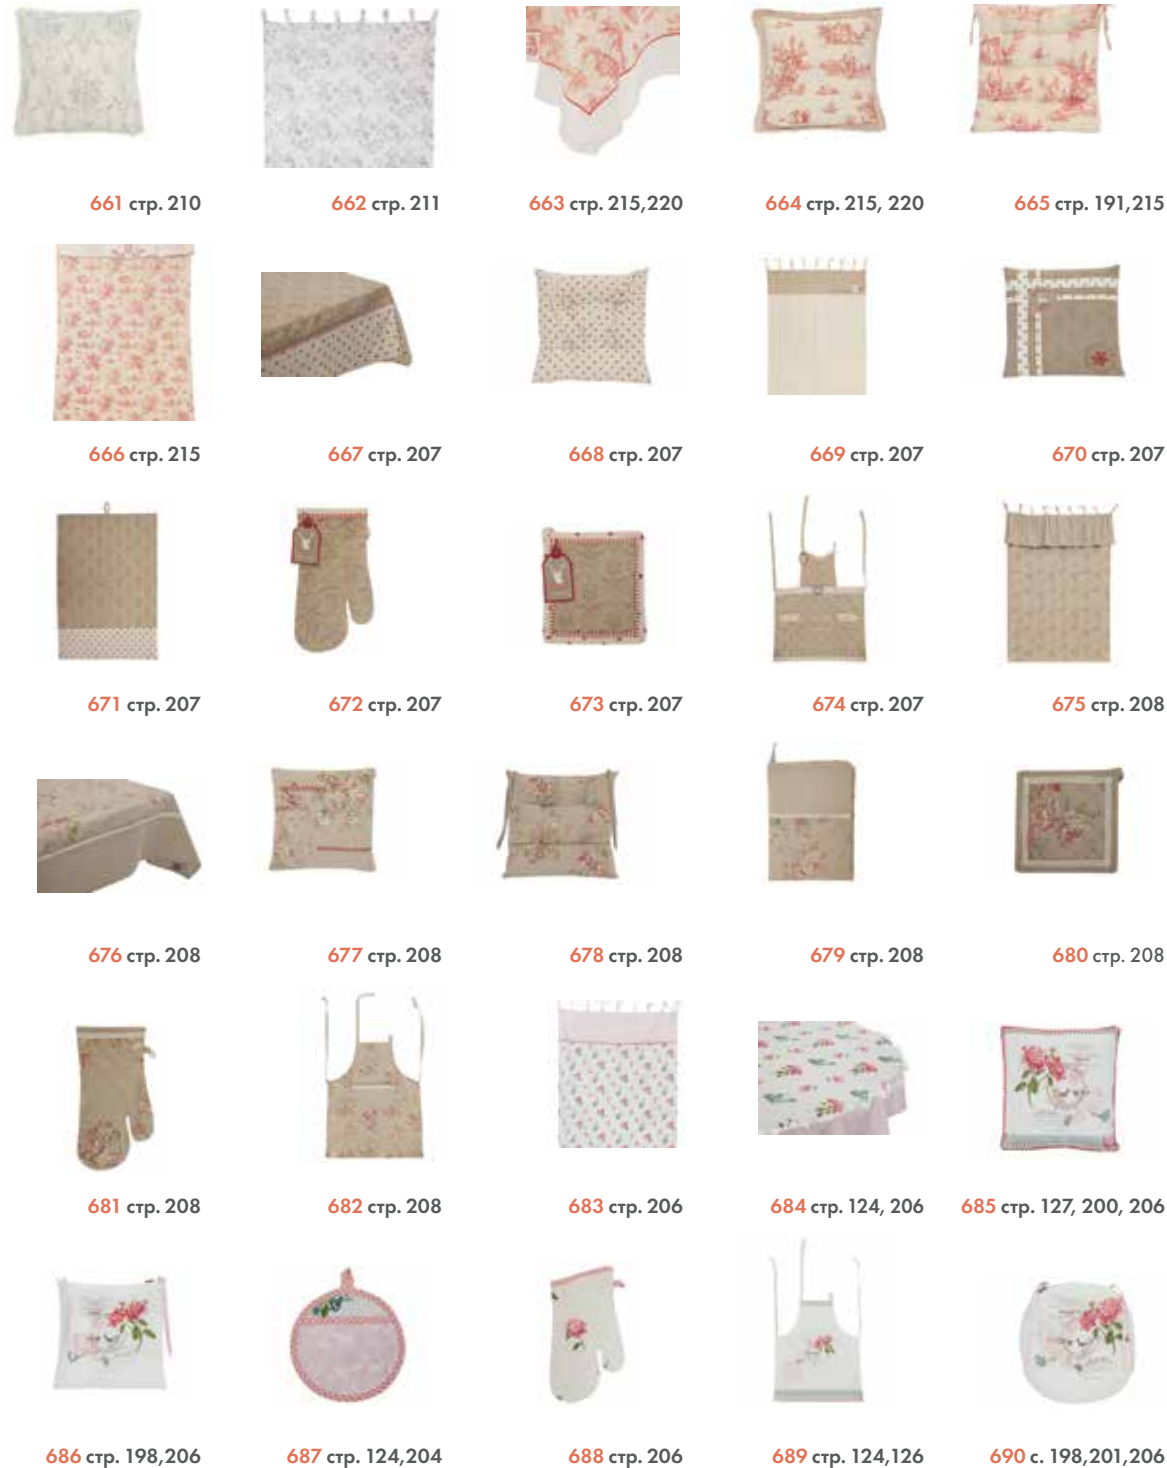 661 стр. 210
662 стр. 211
663 стр. 215,220
664 стр. 215, 220
665 стр. 191,215
666 стр. 215
667 стр. 207
668 стр. 207
669 стр. 207
670 стр. 207
671 стр. 207
672 стр. 207
673 стр. 207
674 стр. 207
675 стр. 208
676 стр. 208
677 стр. 208
678 стр. 208
679 стр. 208
680 стр. 208
681 стр. 208
682 стр. 208
683 стр. 206
684 стр. 124, 206
685 стр. 127, 200, 206
686 стр. 198,206
687 стр. 124,204
688 стр. 206
689 стр. 124,126
690 с. 198,201,206